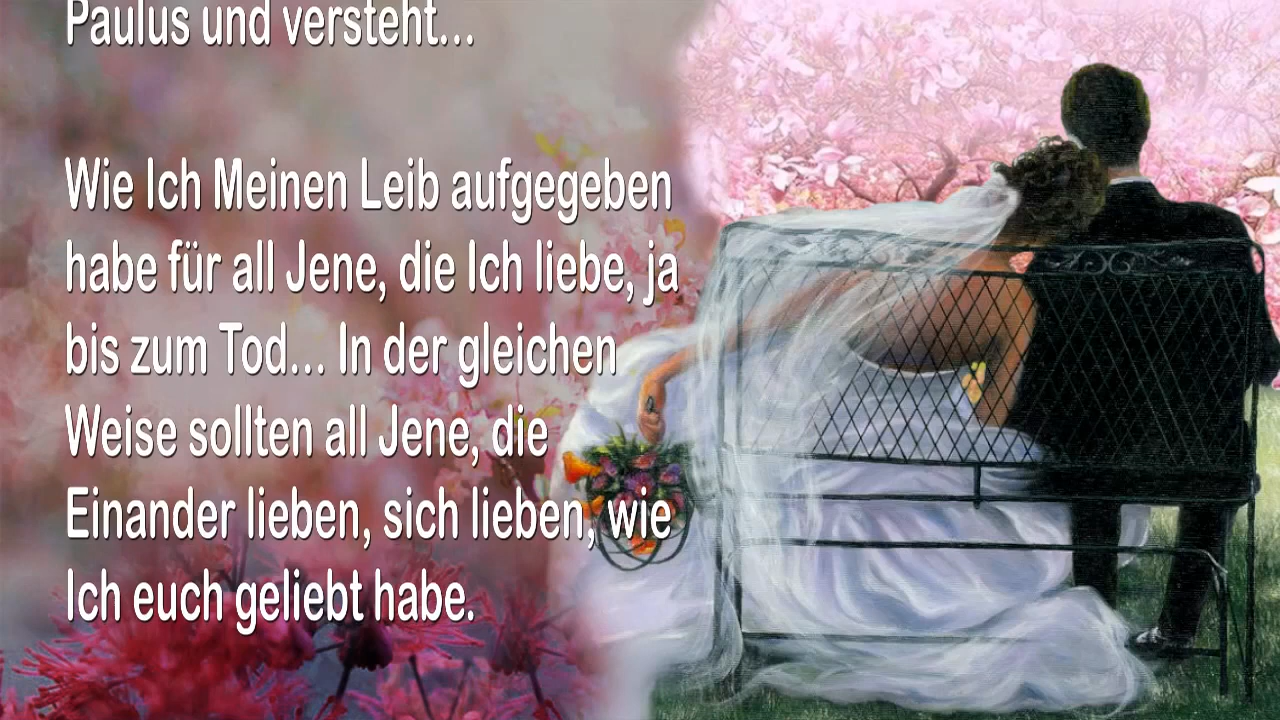 Paulus und versteht...
Wie Ich Meinen Leib aufgegeben
habe für all Jene, die Ich liebe, ja
bis zum Tod... In der gleichen
Weise sollten all Jene, die
Einander lieben, sich lieben, wie
Ich euch geliebt habe.